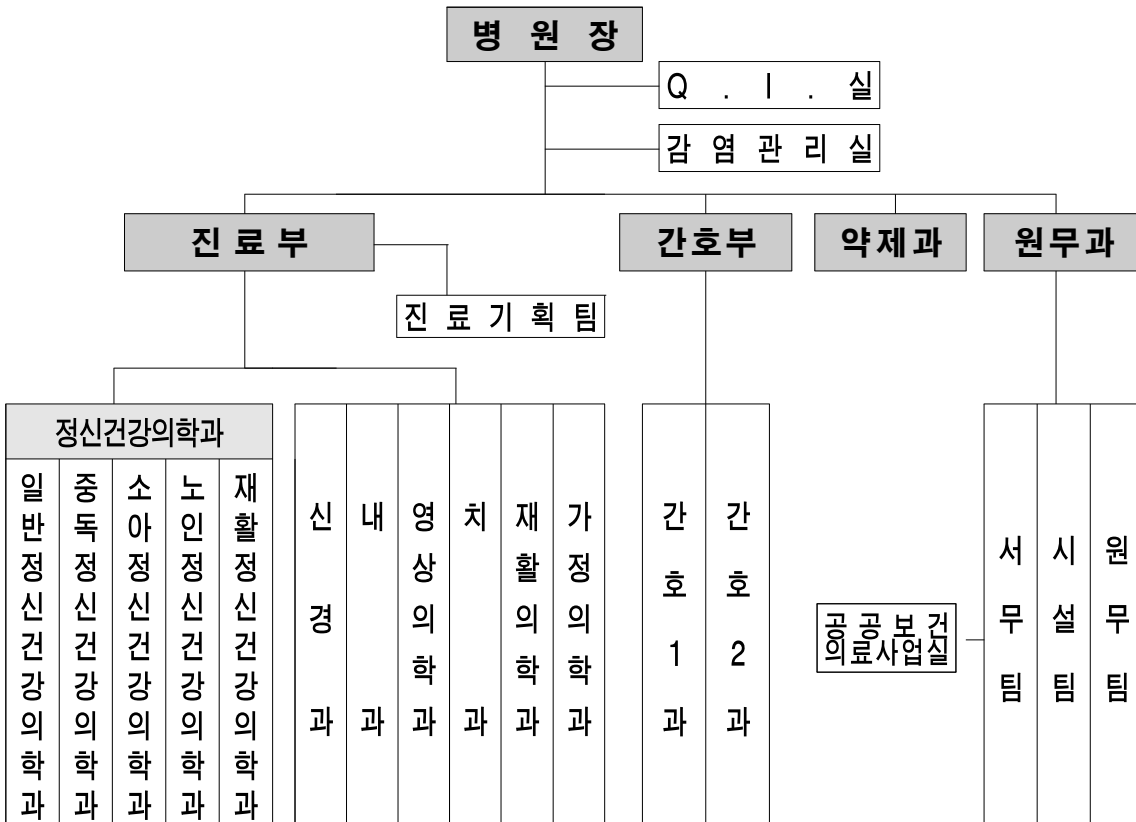 병 원 장
Q . I . 실
감 염 관 리 실
진 료 부
간호부
약제과
원무과
진 료 기 획 팀
정신건강의학과
일반정신건강의학과
중독정신건강의학과
소아정신건강의학과
노인정신건강의학과
재활정신건강의학과
신경과
내과
영상의학과
치과
재활의학과
가정의학과
간호1과
간호2과
공 공 보 건
의료사업실
서무팀
시설팀
원무팀